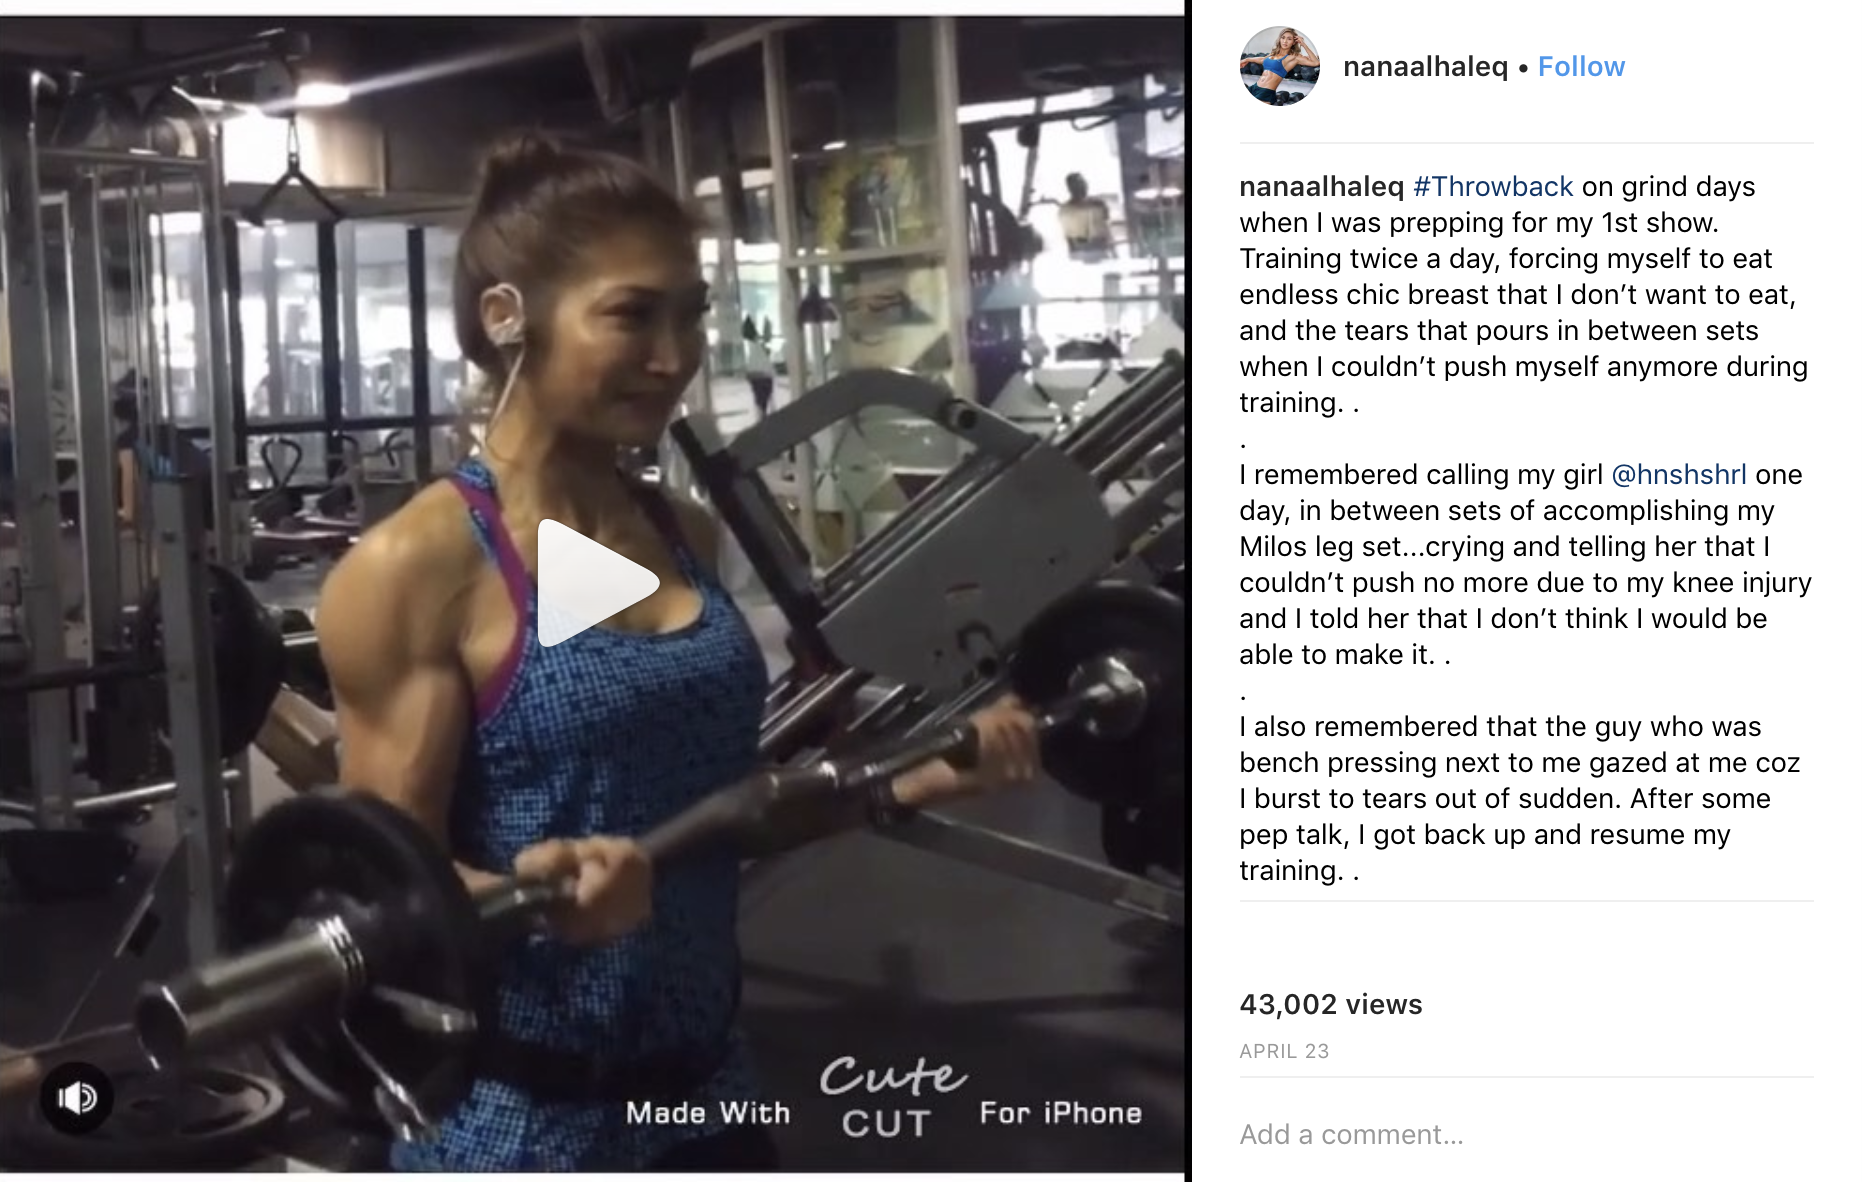 nanaalhaleq • Follow
nanaalhaleq #Throwback on grind days
when I was prepping for my 1st show.
Training twice a day, forcing myself to eat
endless chic breast that I don’t want to eat,
and the tears that pours in between sets
when I couldn’t push myself anymore during
training. .
.
I remembered calling my girl @hnshshrl one
day, in between sets of accomplishing my
Milos leg set...crying and telling her that I
couldn’t push no more due to my knee injury
and I told her that I don’t think I would be
able to make it. .
.
I also remembered that the guy who was
bench pressing next to me gazed at me coz
I burst to tears out of sudden. After some
pep talk, I got back up and resume my
training. .
43,002 views
APRIL 23
Add a comment...
Made With Cute CUT For iPhone